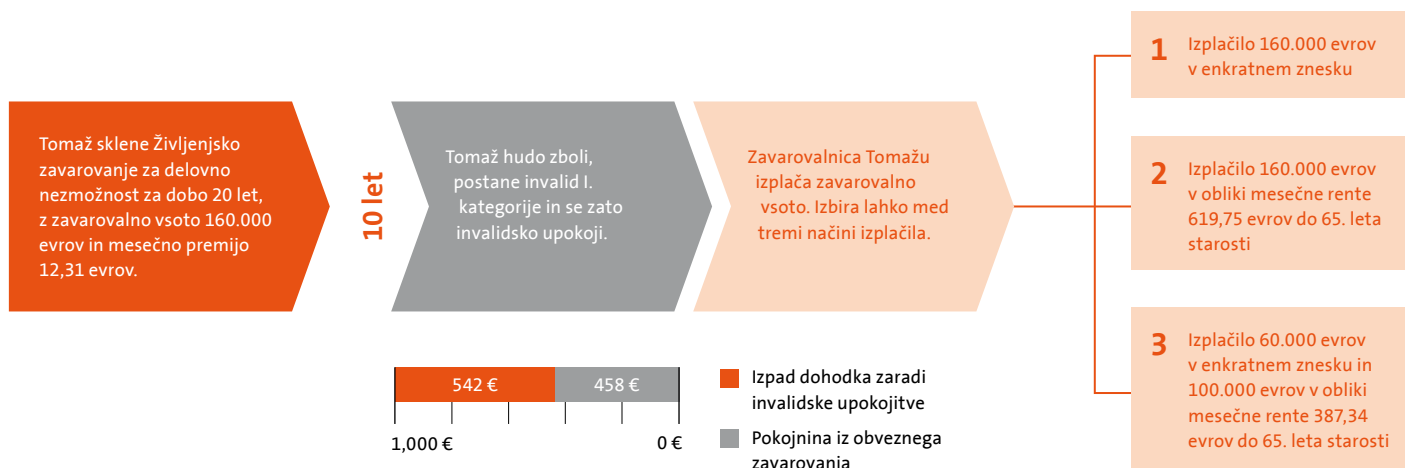 Tomaž sklene Življenjsko
zavarovanje za delovno
nezmožnost za dobo 20 let,
z zavarovalno vsoto 160.000
evrov in mesečno premijo
12,31 evrov.
10 let
Tomaž hudo zboli,
postane invalid I.
kategorije in se zato
invalidsko upokoji.
Zavarovalnica Tomažu
izplača zavarovalno
vsoto. Izbira lahko med
tremi načini izplačila.
1 Izplačilo 160.000 evrov
v enkratnem znesku
2 Izplačilo 160.000 evrov
v obliki mesečne rente
619,75 evrov do 65. leta
starosti
3 Izplačilo 60.000 evrov
v enkratnem znesku in
100.000 evrov v obliki
mesečne rente 387,34
evrov do 65. leta starosti
542 € 458 €
1,000 € 0 €
Izpad dohodka zaradi
invalidske upokojitve
Pokojnina iz obveznega
zavarovanja